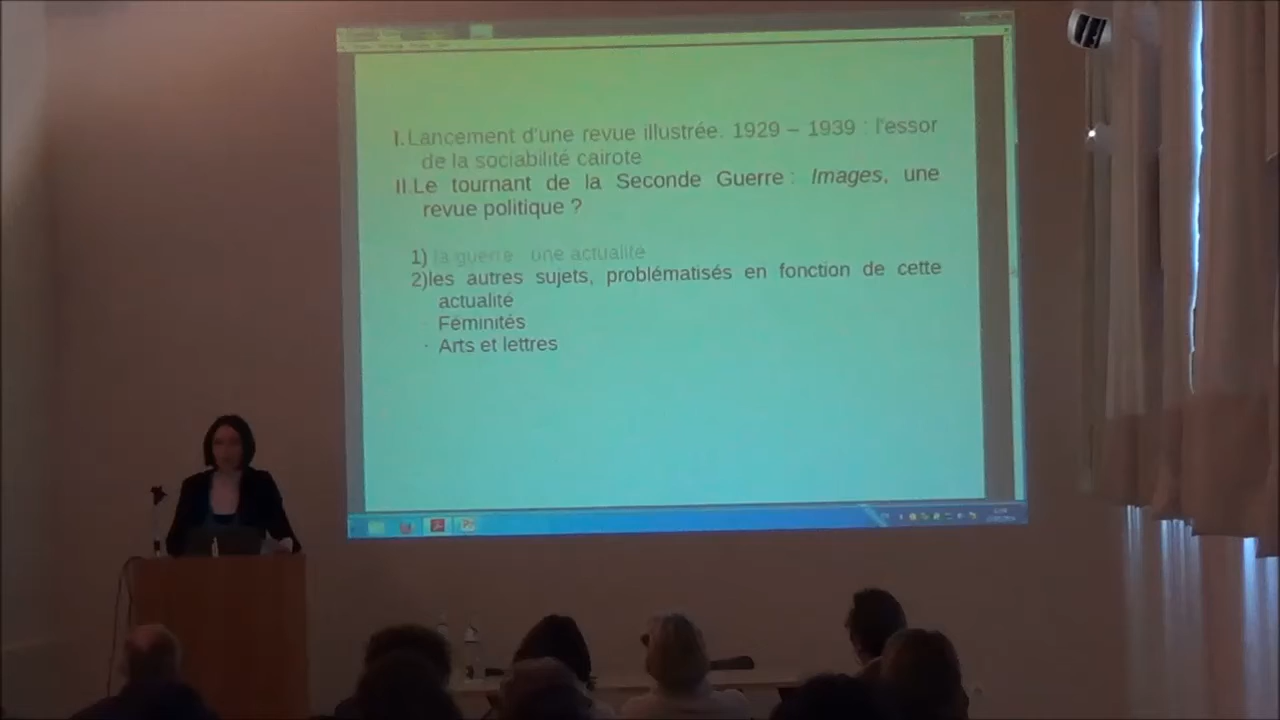 I. Lancement d'une revue illustrée. 1929 – 1939 : l'essor
de la sociabilité cairote
II. Le tournant de la Seconde Guerre : Images, une
revue politique ?
1) la guerre : une actualité
2) les autres sujets, problématisés en fonction de cette
actualité
- Féminités
- Arts et lettres